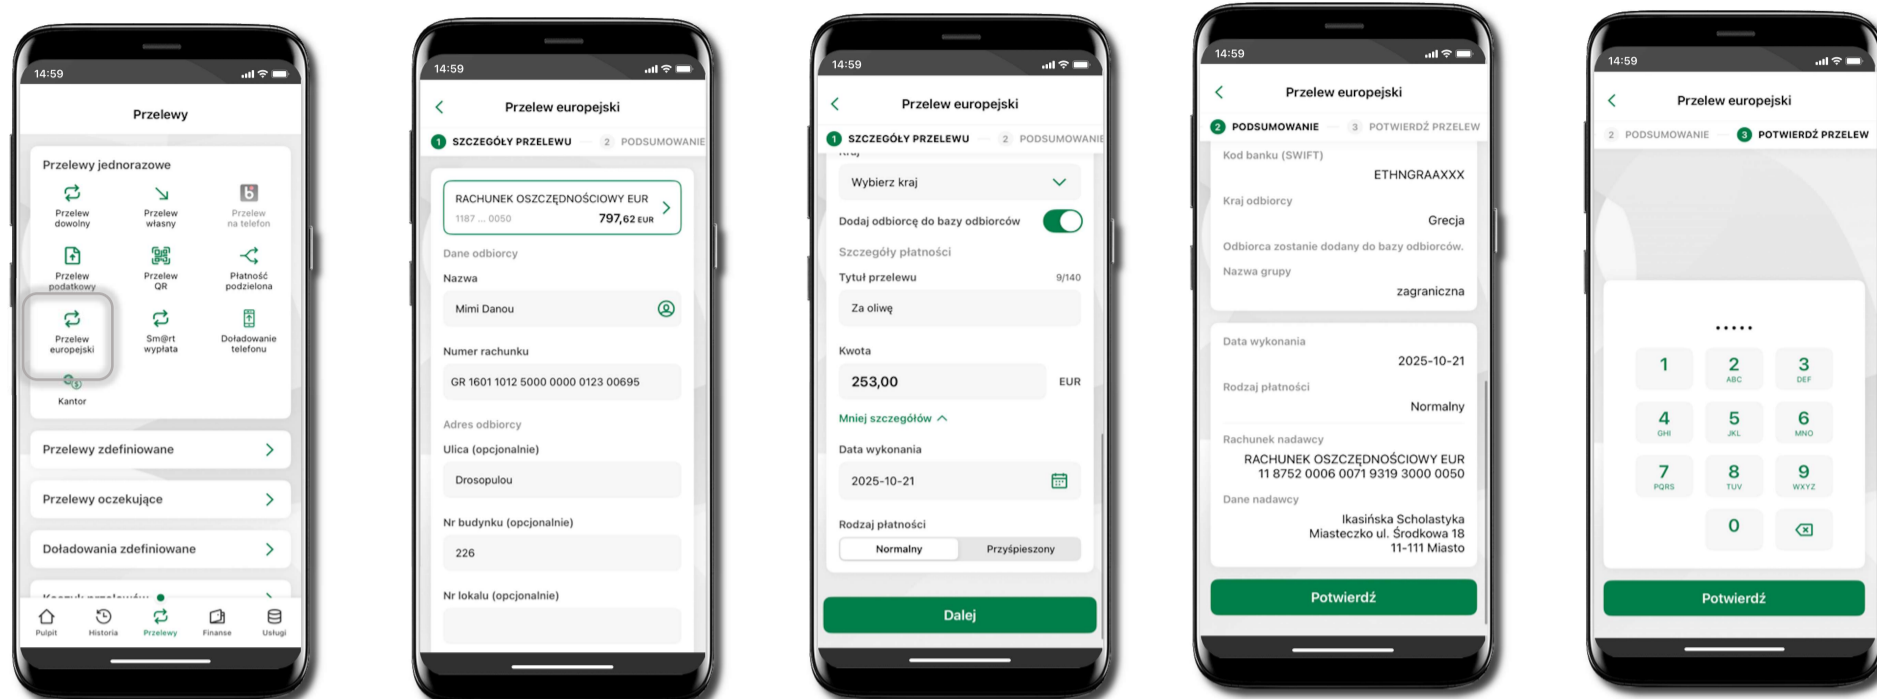 14:59
Przelewy
Przelewy jednorazowe
Przelew
dowolny
Przelew
własny
Przelew
na telefon
Przelew
podatkowy
Przelew
QR
Płatność
podzielona
Przelew
europejski
Sm@rt
wypłata
Doładowanie
telefonu
Kantor
Przelewy zdefiniowane
Przelewy oczekujące
Doładowania zdefiniowane
Koszyk przelewów
Pulpit
Historia
Przelewy
Finanse
Usługi
14:59
Przelew europejski
1 SZCZEGÓŁY PRZELEWU 2 PODSUMOWANIE
RACHUNEK OSZCZĘDNOŚCIOWY EUR
1187 ... 0050 797,62 EUR
Dane odbiorcy
Nazwa
Mimi Danou
Numer rachunku
GR 1601 1012 5000 0000 0123 00695
Adres odbiorcy
Ulica (opcjonalnie)
Drosopulou
Nr budynku (opcjonalnie)
226
Nr lokalu (opcjonalnie)
14:59
Przelew europejski
1 SZCZEGÓŁY PRZELEWU 2 PODSUMOWANIE
Kraj
Wybierz kraj
Dodaj odbiorcę do bazy odbiorców
Szczegóły płatności
Tytuł przelewu 9/140
Za oliwę
Kwota
253,00 EUR
Mniej szczegółów
Data wykonania
2025-10-21
Rodzaj płatności
Normalny Przyśpieszony
Dalej
14:59
Przelew europejski
2 PODSUMOWANIE 3 POTWIERDŹ PRZELEW
Kod banku (SWIFT)
ETHNGRAAXXX
Kraj odbiorcy
Grecja
Odbiorca zostanie dodany do bazy odbiorców.
Nazwa grupy
zagraniczna
Data wykonania
2025-10-21
Rodzaj płatności
Normalny
Rachunek nadawcy
RACHUNEK OSZCZĘDNOŚCIOWY EUR
11 8752 0006 0071 9319 3000 0050
Dane nadawcy
Ikasińska Scholastyka
Miasteczko ul. Środkowa 18
11-111 Miasto
Potwierdź
14:59
Przelew europejski
2 PODSUMOWANIE 3 POTWIERDŹ PRZELEW
.....
1 2 3
ABC DEF
4 5 6
GHI JKL MNO
7 8 9
PQRS TUV WXYZ
0
Potwierdź